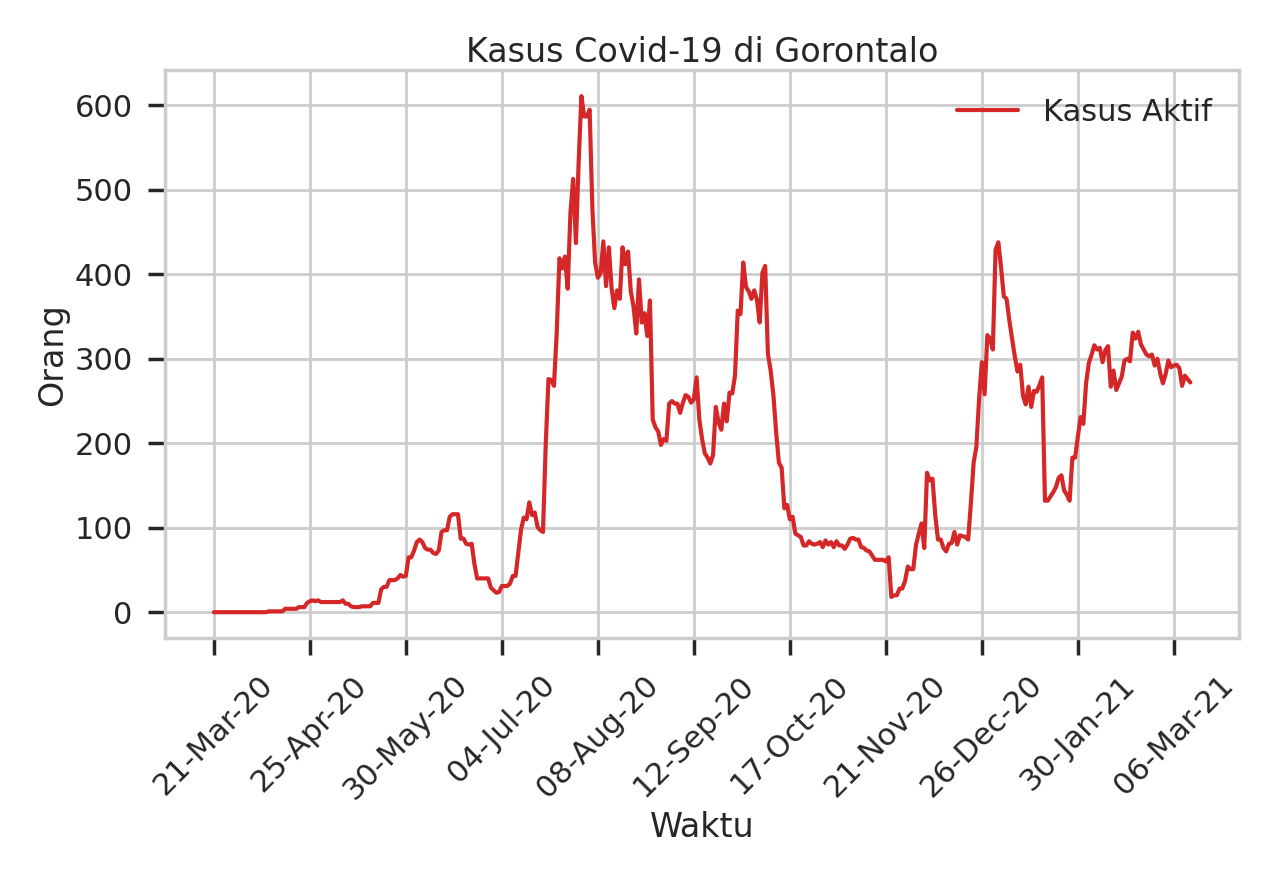 Kasus Covid-19 di Gorontalo
Kasus Aktif
Orang
600
500
400
300
200
100
0
21-Mar-20
25-Apr-20
30-May-20
04-Jul-20
08-Aug-20
12-Sep-20
17-Oct-20
21-Nov-20
26-Dec-20
30-Jan-21
06-Mar-21
Waktu